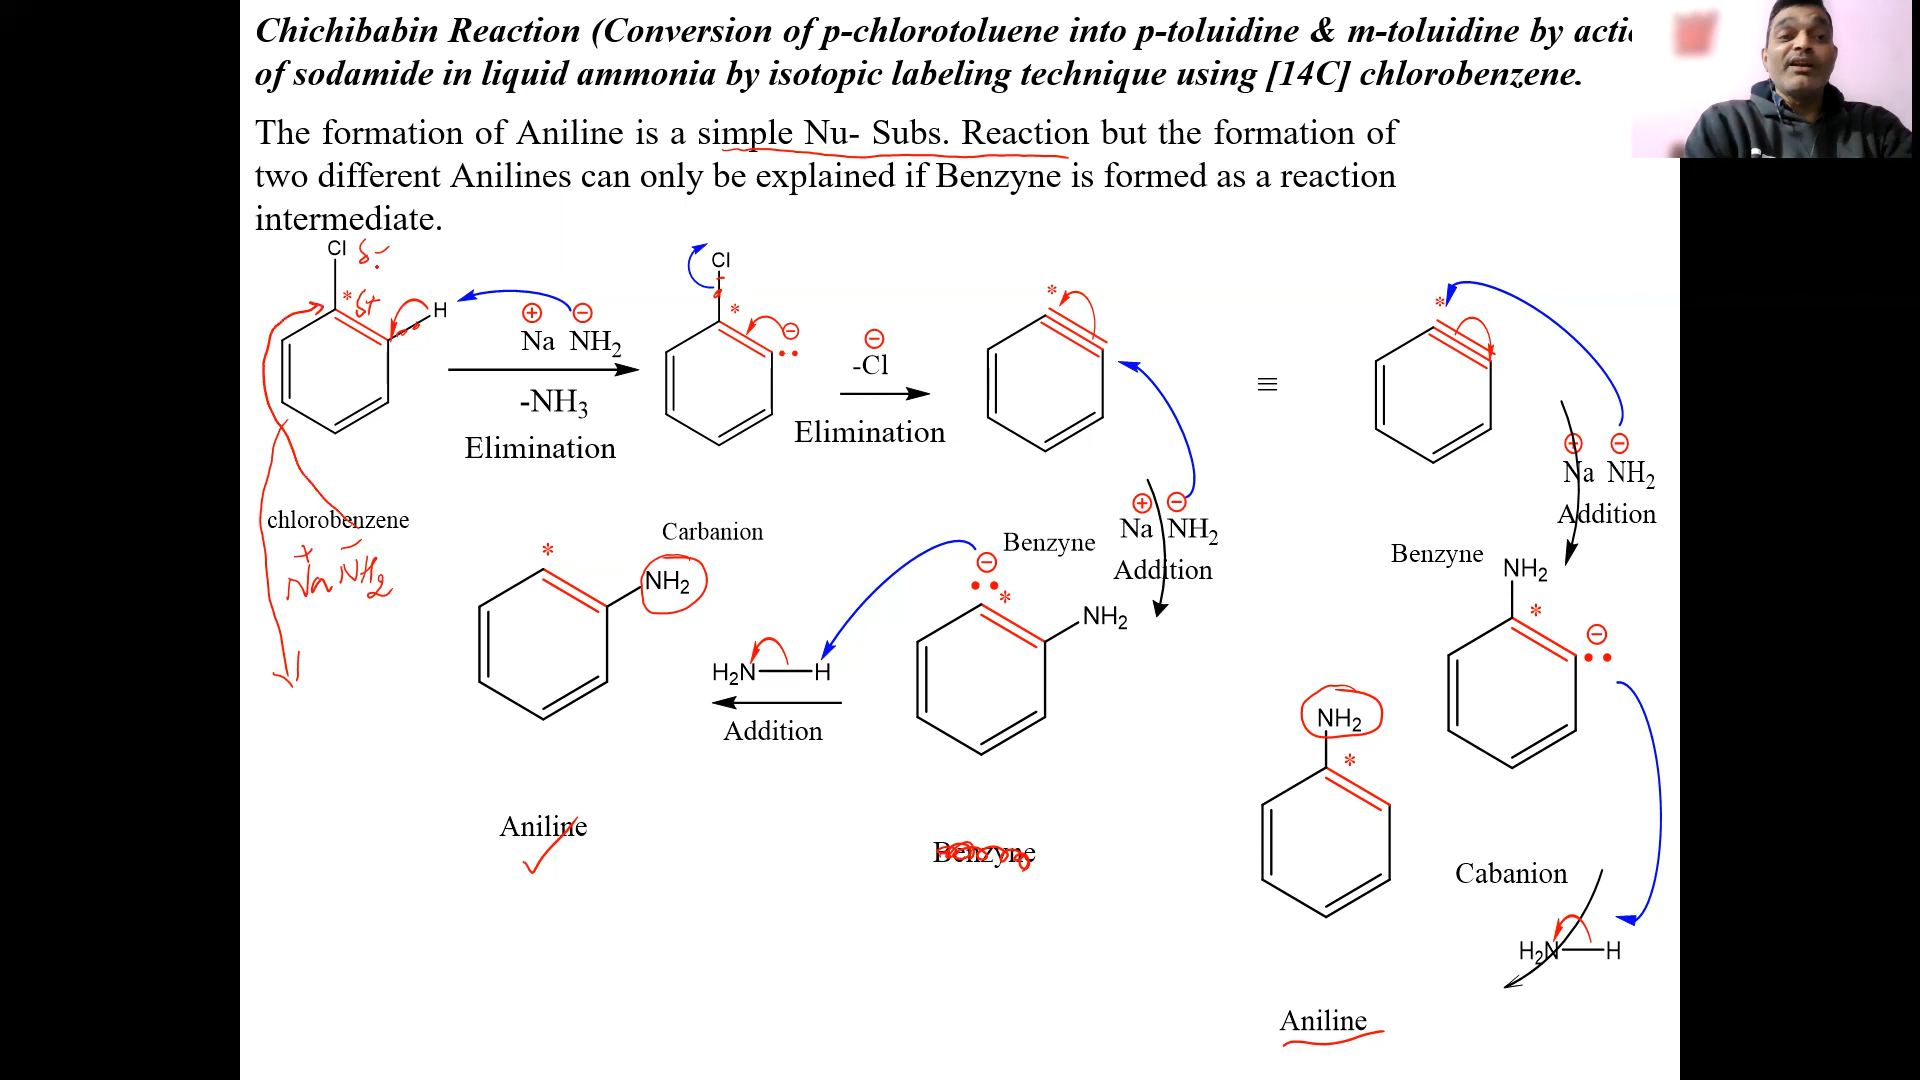 Chichibabin Reaction (Conversion of p-chlorotoluene into p-toluidine & m-toluidine by actio
of sodamide in liquid ammonia by isotopic labeling technique using [14C] chlorobenzene.
The formation of Aniline is a simple Nu- Subs. Reaction but the formation of
two different Anilines can only be explained if Benzyne is formed as a reaction
intermediate.
Cl δ-
* δ+ H
⊕ ⊖
Na NH2
-NH3
Elimination
Cl
* ⊖
⊖
-Cl
Elimination
*
≡
*
⊕ ⊖
Na NH2
Addition
chlorobenzene
+ -
Na NH2
Carbanion
Benzyne
⊕ ⊖
Na NH2
Addition
Benzyne
* NH2
H2N H
Addition
⊖
* NH2
NH2
* ⊖
NH2
*
Aniline
Benzyne
Cabanion
H2N H
Aniline